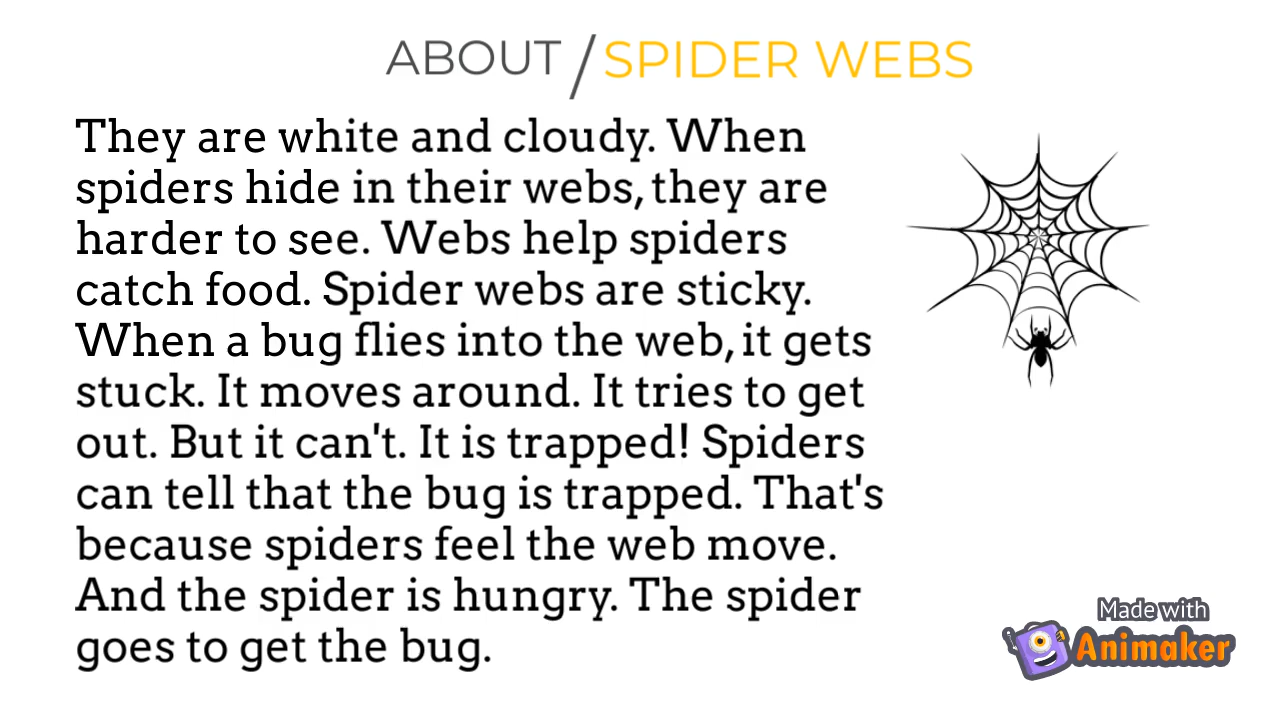 ABOUT / SPIDER WEBS
They are white and cloudy. When
spiders hide in their webs, they are
harder to see. Webs help spiders
catch food. Spider webs are sticky.
When a bug flies into the web, it gets
stuck. It moves around. It tries to get
out. But it can't. It is trapped! Spiders
can tell that the bug is trapped. That's
because spiders feel the web move.
And the spider is hungry. The spider
goes to get the bug.
Made with
Animaker